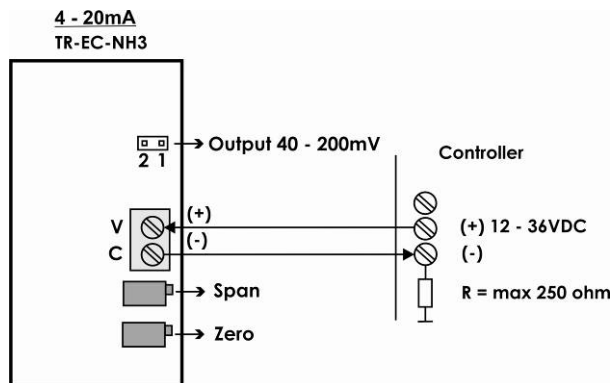 4 - 20mA
TR-EC-NH3
2 1
Output 40 - 200mV
Controller
V
(+)
(+) 12 - 36VDC
C
(-)
(-)
Span
R = max 250 ohm
Zero